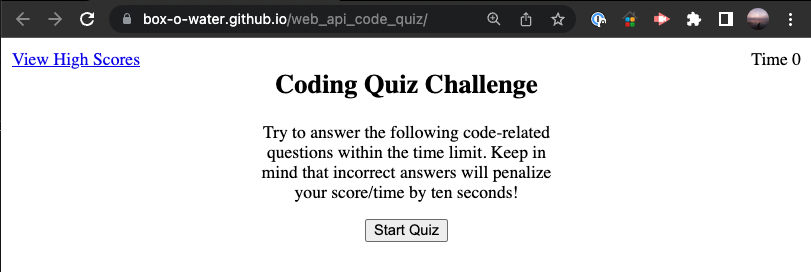 box-o-water.github.io/web_api_code_quiz/
View High Scores
Time 0
Coding Quiz Challenge
Try to answer the following code-related
questions within the time limit. Keep in
mind that incorrect answers will penalize
your score/time by ten seconds!
Start Quiz